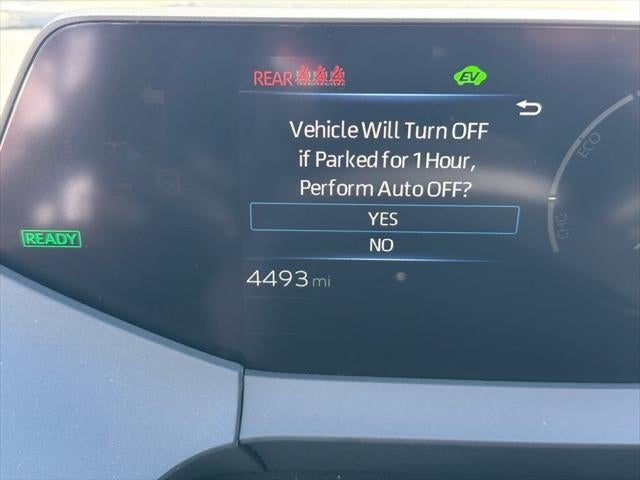 REAR
EV
Vehicle Will Turn OFF
if Parked for 1 Hour,
Perform Auto OFF?
YES
NO
READY
4493 mi
ECO
CHG